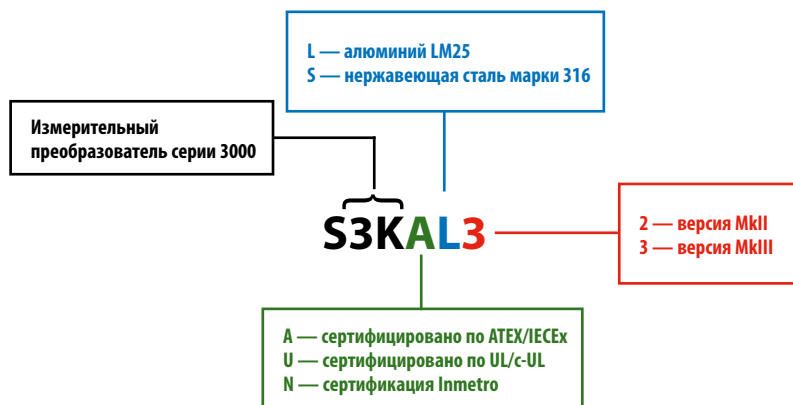 L — алюминий LM25
S — нержавеющая сталь марки 316
Измерительный
преобразователь серии 3000
S3KAL3
2 — версия MkII
3 — версия MkIII
A — сертифицировано по ATEX/IECEx
U — сертифицировано по UL/c-UL
N — сертификация Inmetro